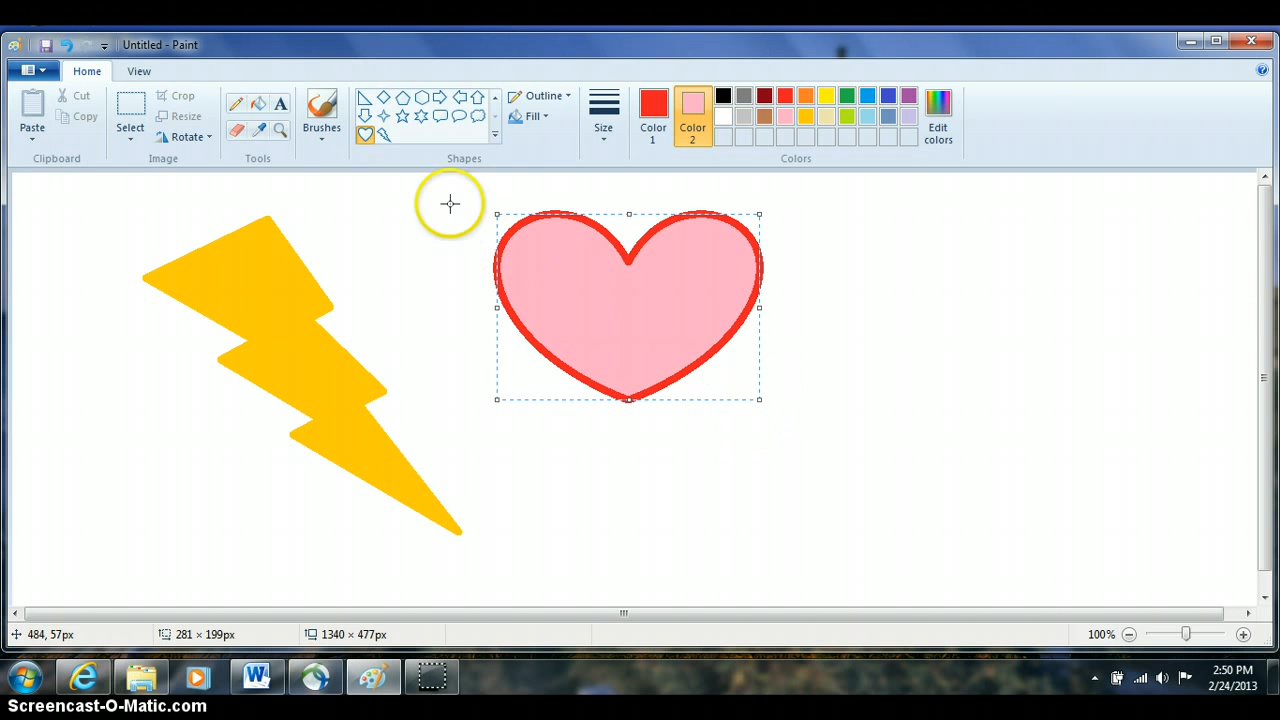 Untitled - Paint
Home View
Paste
Cut
Copy
Clipboard
Select
Crop
Resize
Rotate
Image
A
Tools
Brushes
Outline
Fill
Shapes
Size
Color 1
Color 2
Edit colors
Colors
484, 57px
281 × 199px
1340 × 477px
100%
2:50 PM
2/24/2013
Screencast-O-Matic.com